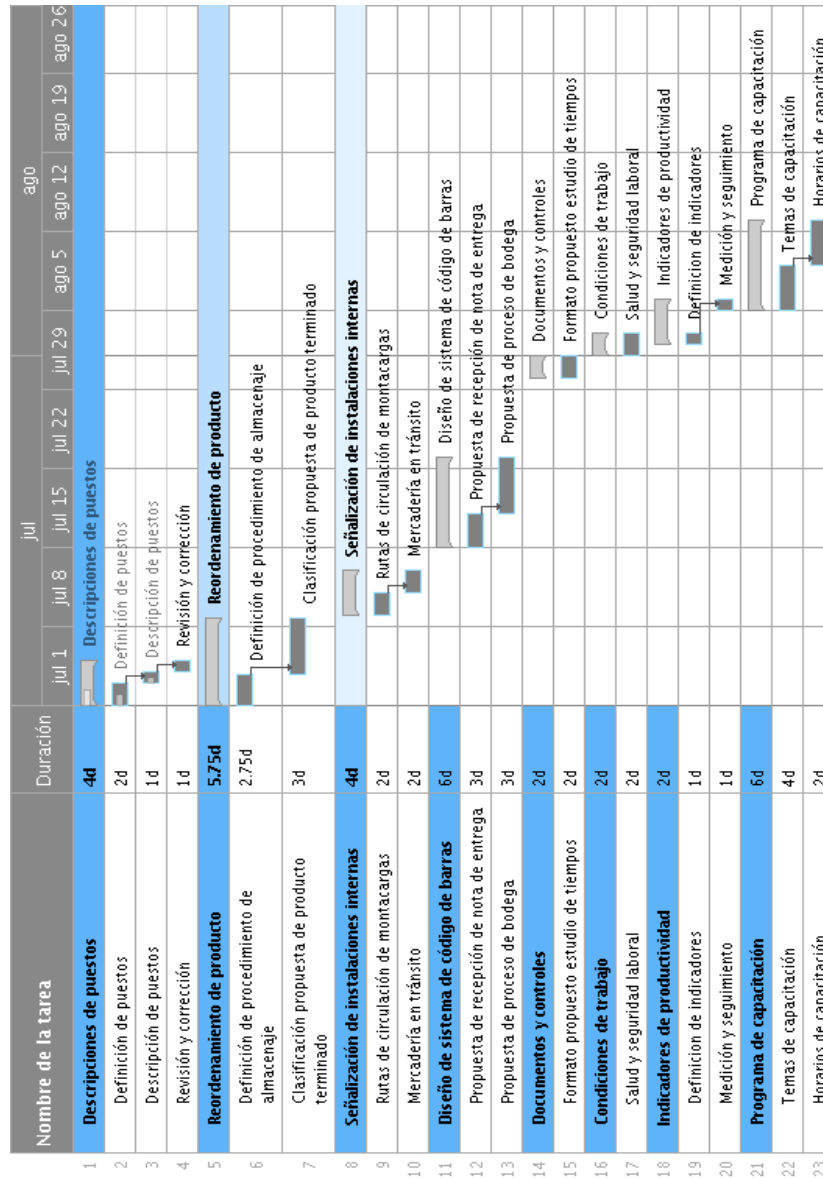 Nombre de la tarea Duración jul ago
jul 1 jul 8 jul 15 jul 22 jul 29 ago 5 ago 12 ago 19 ago 26
1 Descripciones de puestos 4d Descripciones de puestos
2 Definición de puestos 2d Definición de puestos
3 Descripción de puestos 1d Descripción de puestos
4 Revisión y corrección 1d Revisión y corrección
5 Reordenamiento de producto 5.75d Reordenamiento de producto
6 Definición de procedimiento de 2.75d Definición de procedimiento de almacenaje
almacenaje
7 Clasificación propuesta de producto 3d Clasificación propuesta de producto terminado
terminado
8 Señalización de instalaciones internas 4d Señalización de instalaciones internas
9 Rutas de circulación de montacargas 2d Rutas de circulación de montacargas
10 Mercadería en tránsito 2d Mercadería en tránsito
11 Diseño de sistema de código de barras 6d Diseño de sistema de código de barras
12 Propuesta de recepción de nota de entrega 3d Propuesta de recepción de nota de entrega
13 Propuesta de proceso de bodega 3d Propuesta de proceso de bodega
14 Documentos y controles 2d Documentos y controles
15 Formato propuesto estudio de tiempos 2d Formato propuesto estudio de tiempos
16 Condiciones de trabajo 2d Condiciones de trabajo
17 Salud y seguridad laboral 2d Salud y seguridad laboral
18 Indicadores de productividad 2d Indicadores de productividad
19 Definicion de indicadores 1d Definicion de indicadores
20 Medición y seguimiento 1d Medición y seguimiento
21 Programa de capacitación 6d Programa de capacitación
22 Temas de capacitación 4d Temas de capacitación
23 Horarios de capacitación 2d Horarios de capacitación